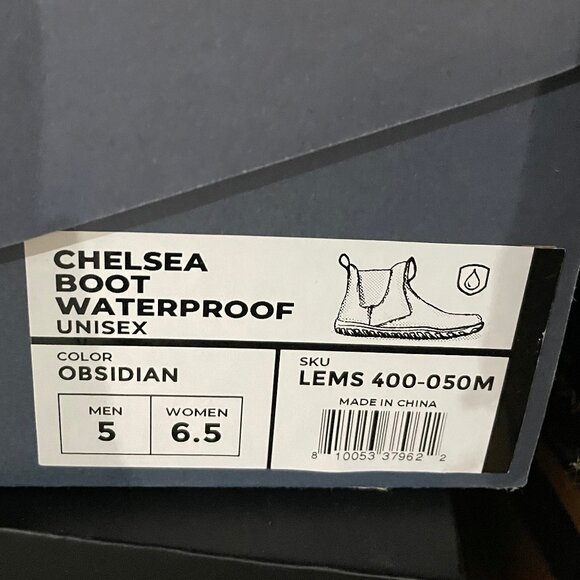 CHELSEA
BOOT
WATERPROOF
UNISEX
COLOR
OBSIDIAN
MEN
5
WOMEN
6.5
SKU
LEMS 400-050M
MADE IN CHINA
8 10053 37962 2